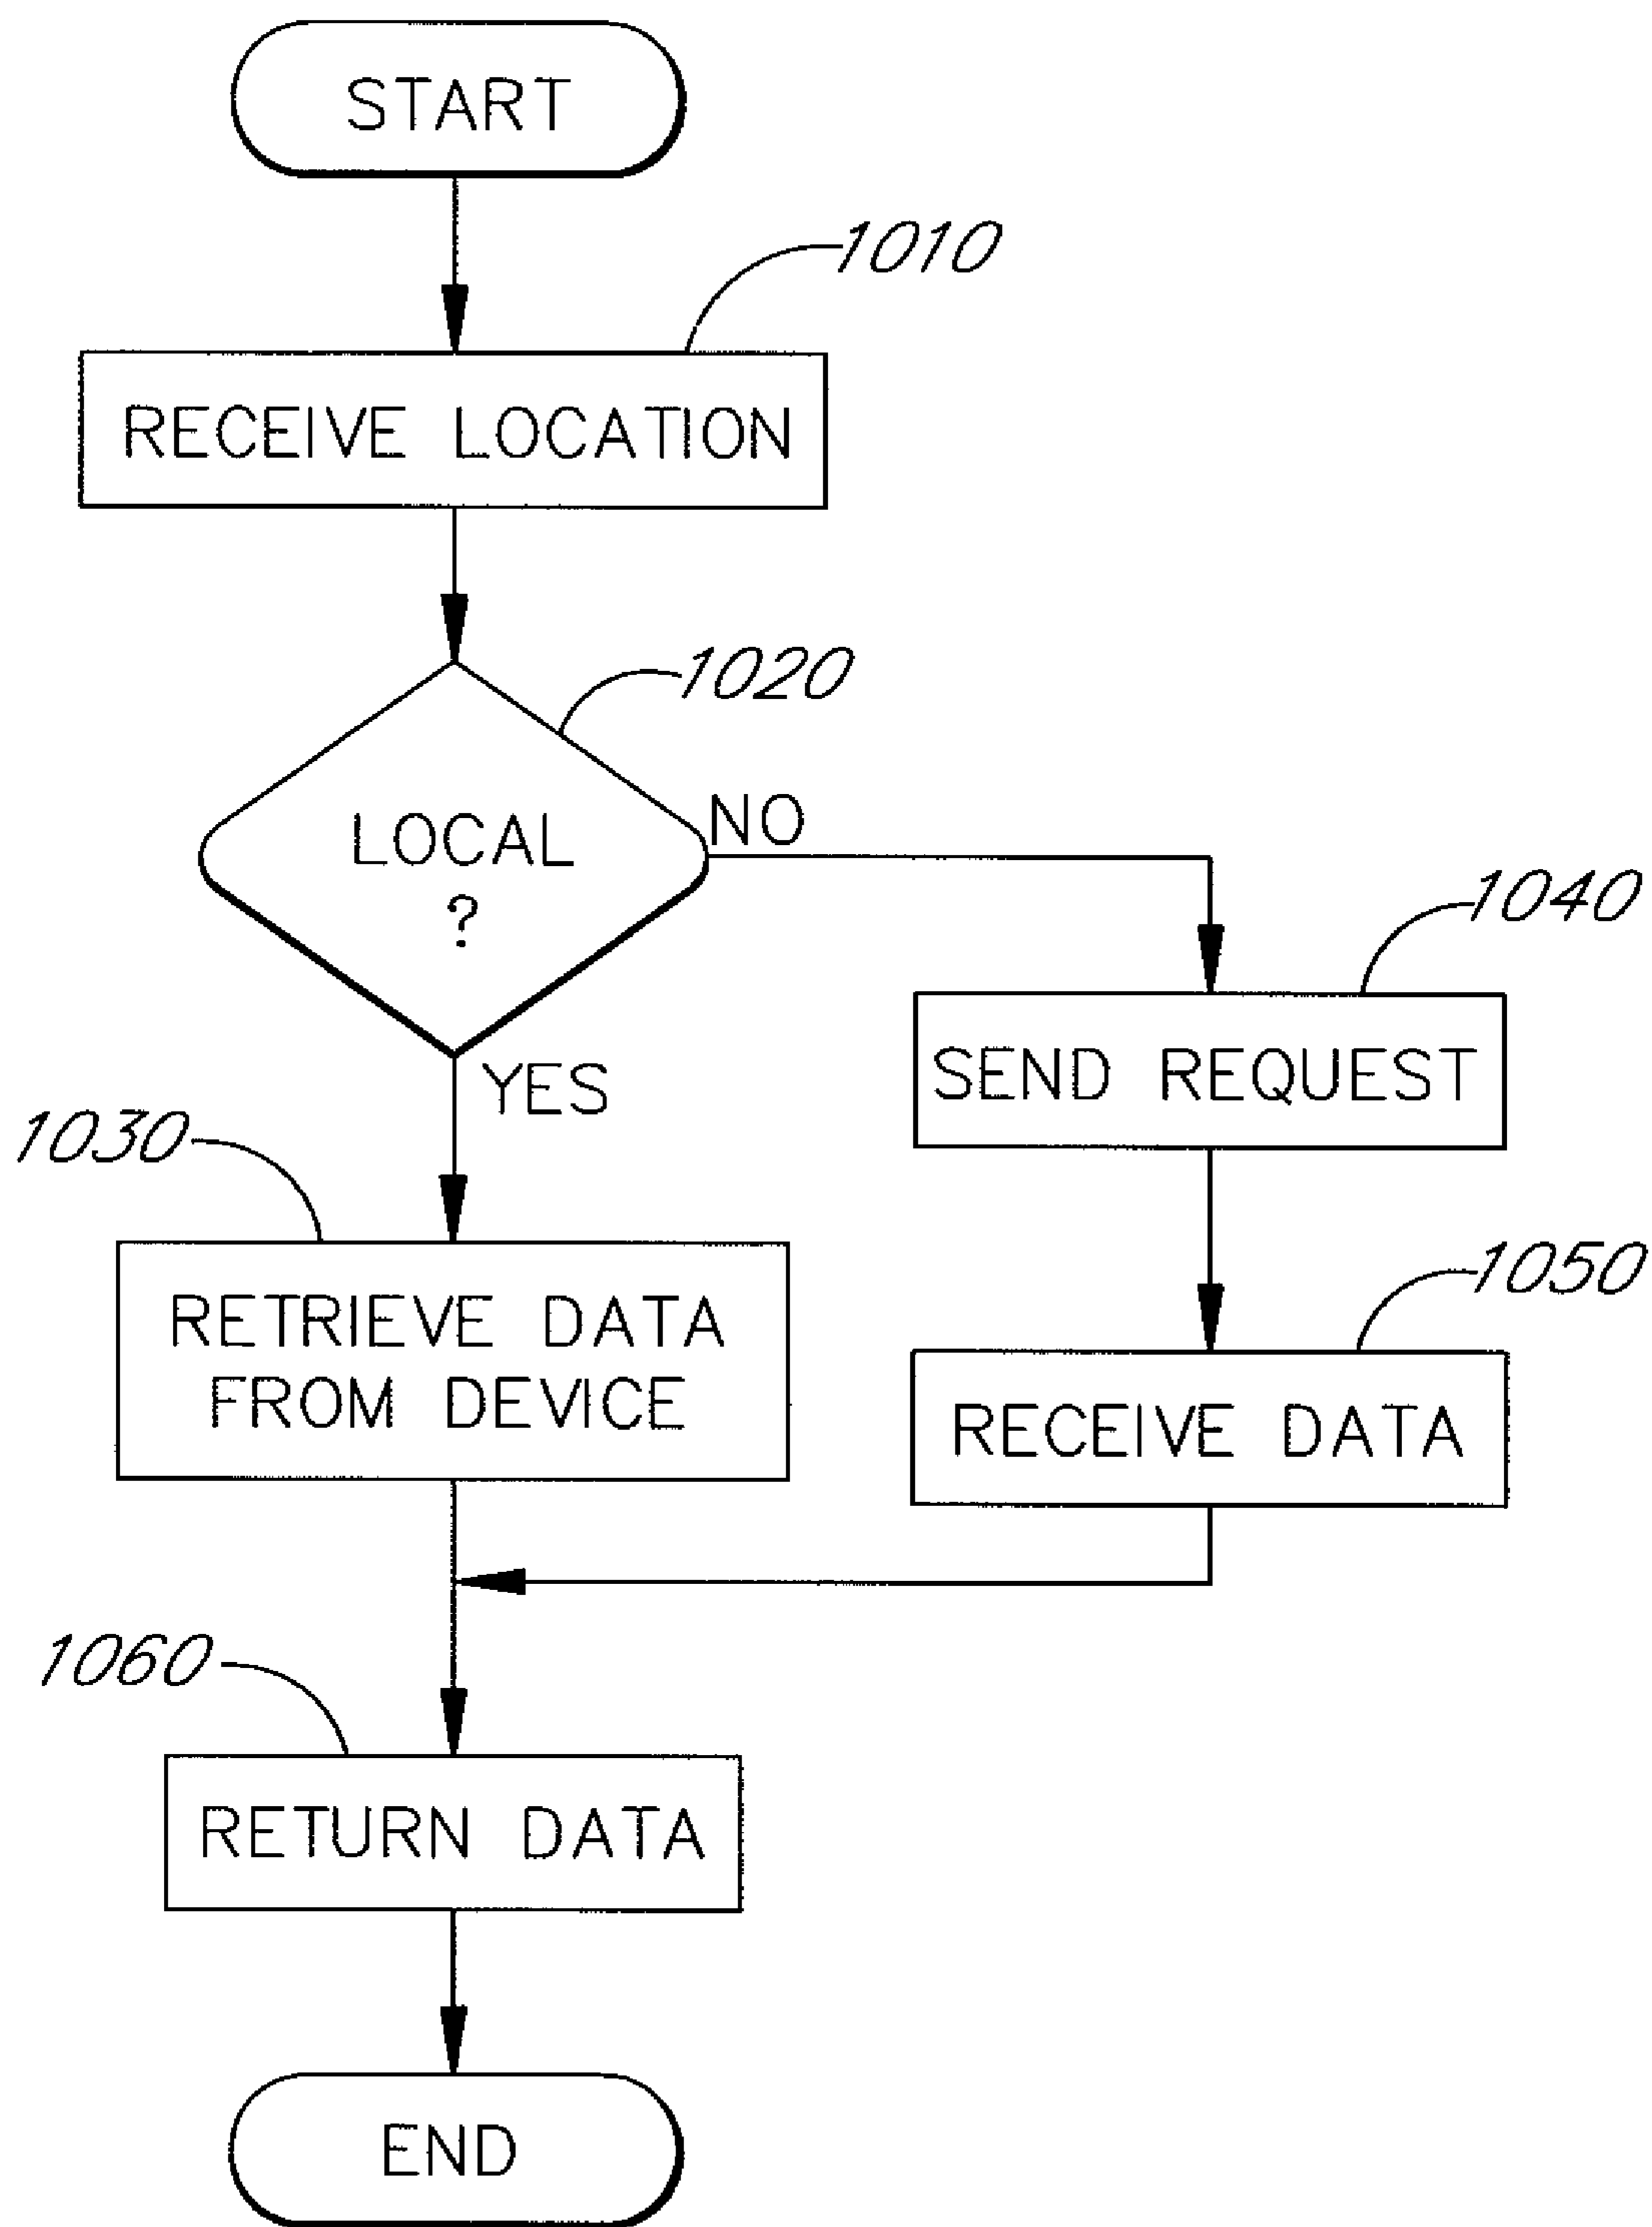 START
1010
RECEIVE LOCATION
1020
LOCAL
?
NO
1040
SEND REQUEST
YES
1030
RETRIEVE DATA
FROM DEVICE
1050
RECEIVE DATA
1060
RETURN DATA
END